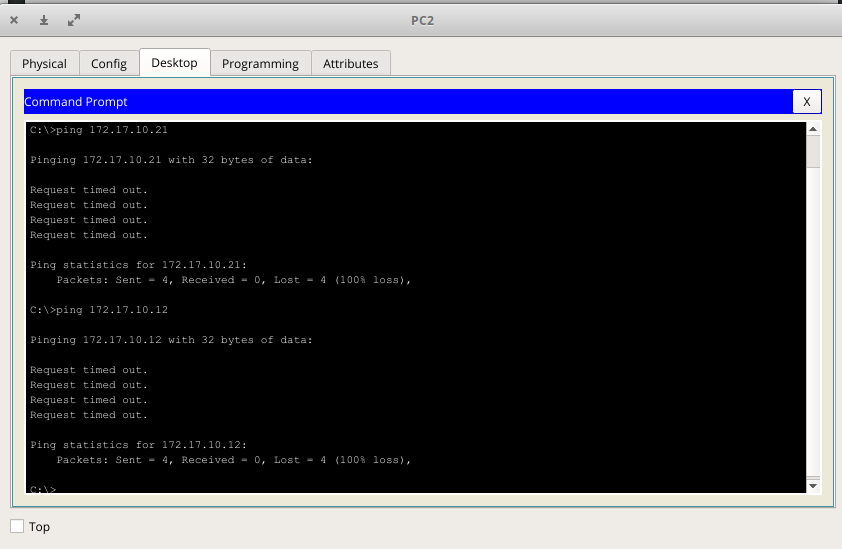 PC2
Physical Config Desktop Programming Attributes
Command Prompt X
C:\>ping 172.17.10.21
Pinging 172.17.10.21 with 32 bytes of data:
Request timed out.
Request timed out.
Request timed out.
Request timed out.
Ping statistics for 172.17.10.21:
Packets: Sent = 4, Received = 0, Lost = 4 (100% loss),
C:\>ping 172.17.10.12
Pinging 172.17.10.12 with 32 bytes of data:
Request timed out.
Request timed out.
Request timed out.
Request timed out.
Ping statistics for 172.17.10.12:
Packets: Sent = 4, Received = 0, Lost = 4 (100% loss),
C:\>
Top